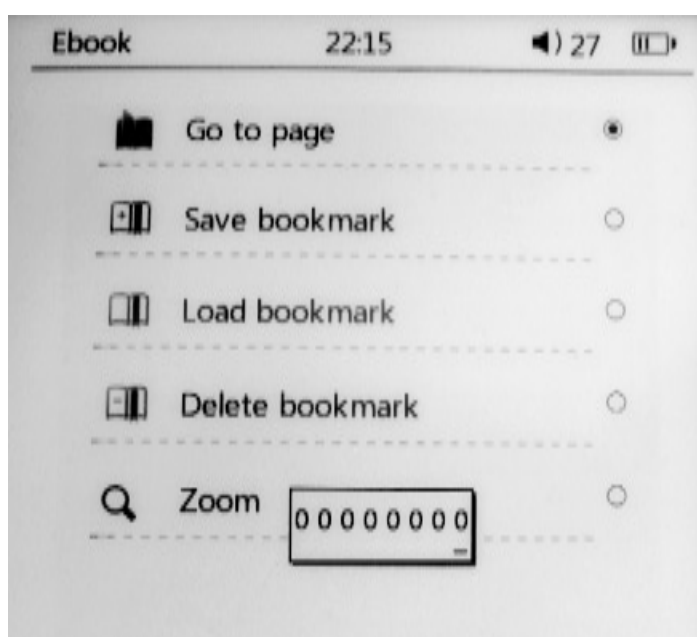 Ebook 22:15 27
Go to page
Save bookmark
Load bookmark
Delete bookmark
Zoom
00000000